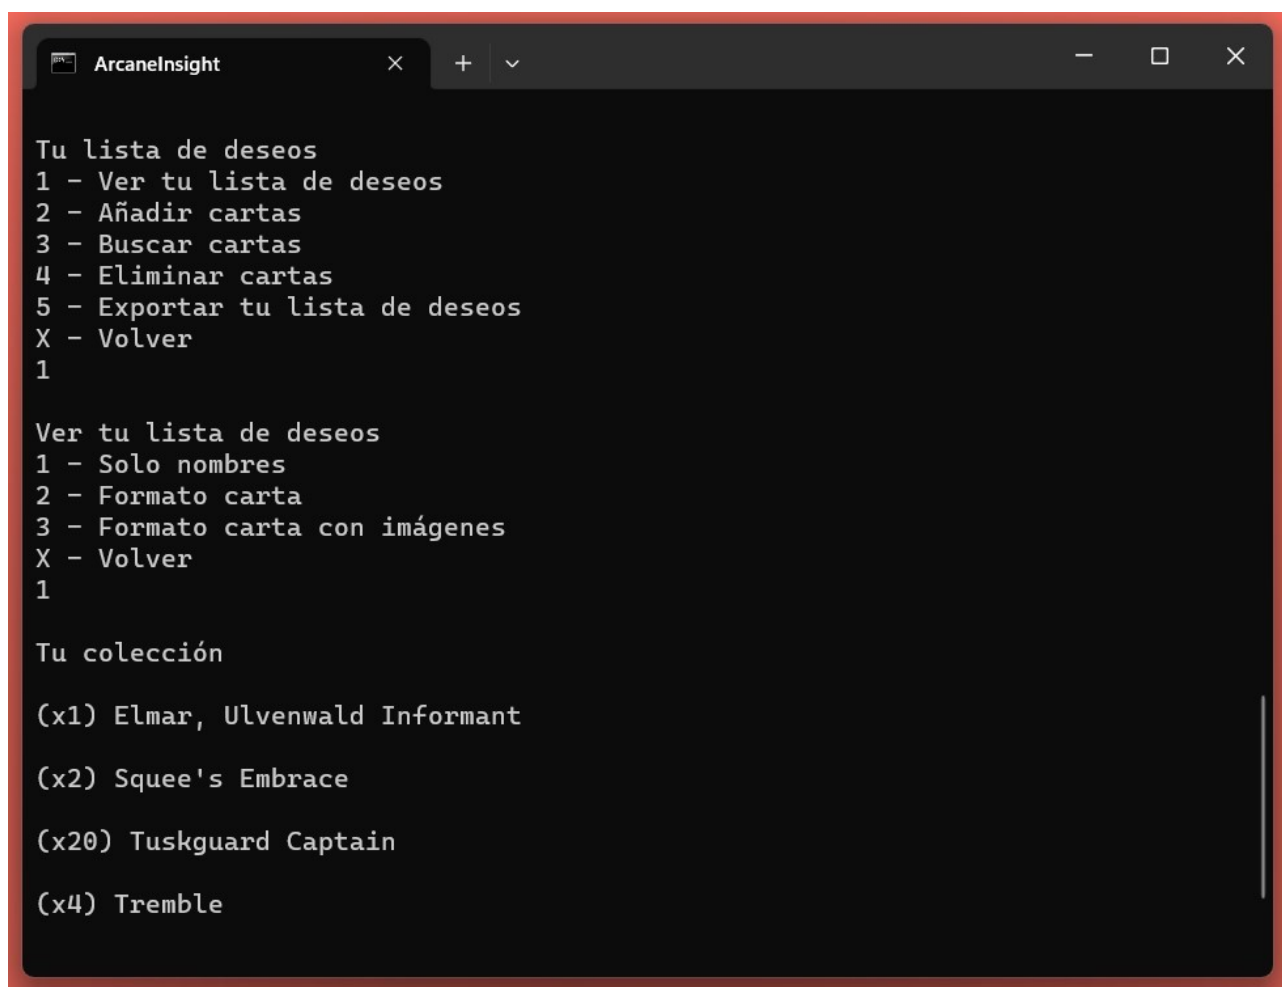 ArcaneInsight
Tu lista de deseos
1 - Ver tu lista de deseos
2 - Añadir cartas
3 - Buscar cartas
4 - Eliminar cartas
5 - Exportar tu lista de deseos
X - Volver
1
Ver tu lista de deseos
1 - Solo nombres
2 - Formato carta
3 - Formato carta con imágenes
X - Volver
1
Tu colección
(x1) Elmar, Ulvenwald Informant
(x2) Squee's Embrace
(x20) Tuskguard Captain
(x4) Tremble